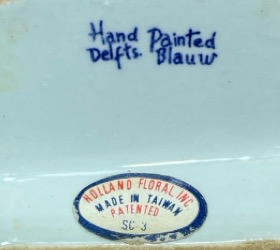 Hand Painted
Delfts. Blauw
HOLLAND FLORAL, INC.
MADE IN TAIWAN
PATENTED
SC-3